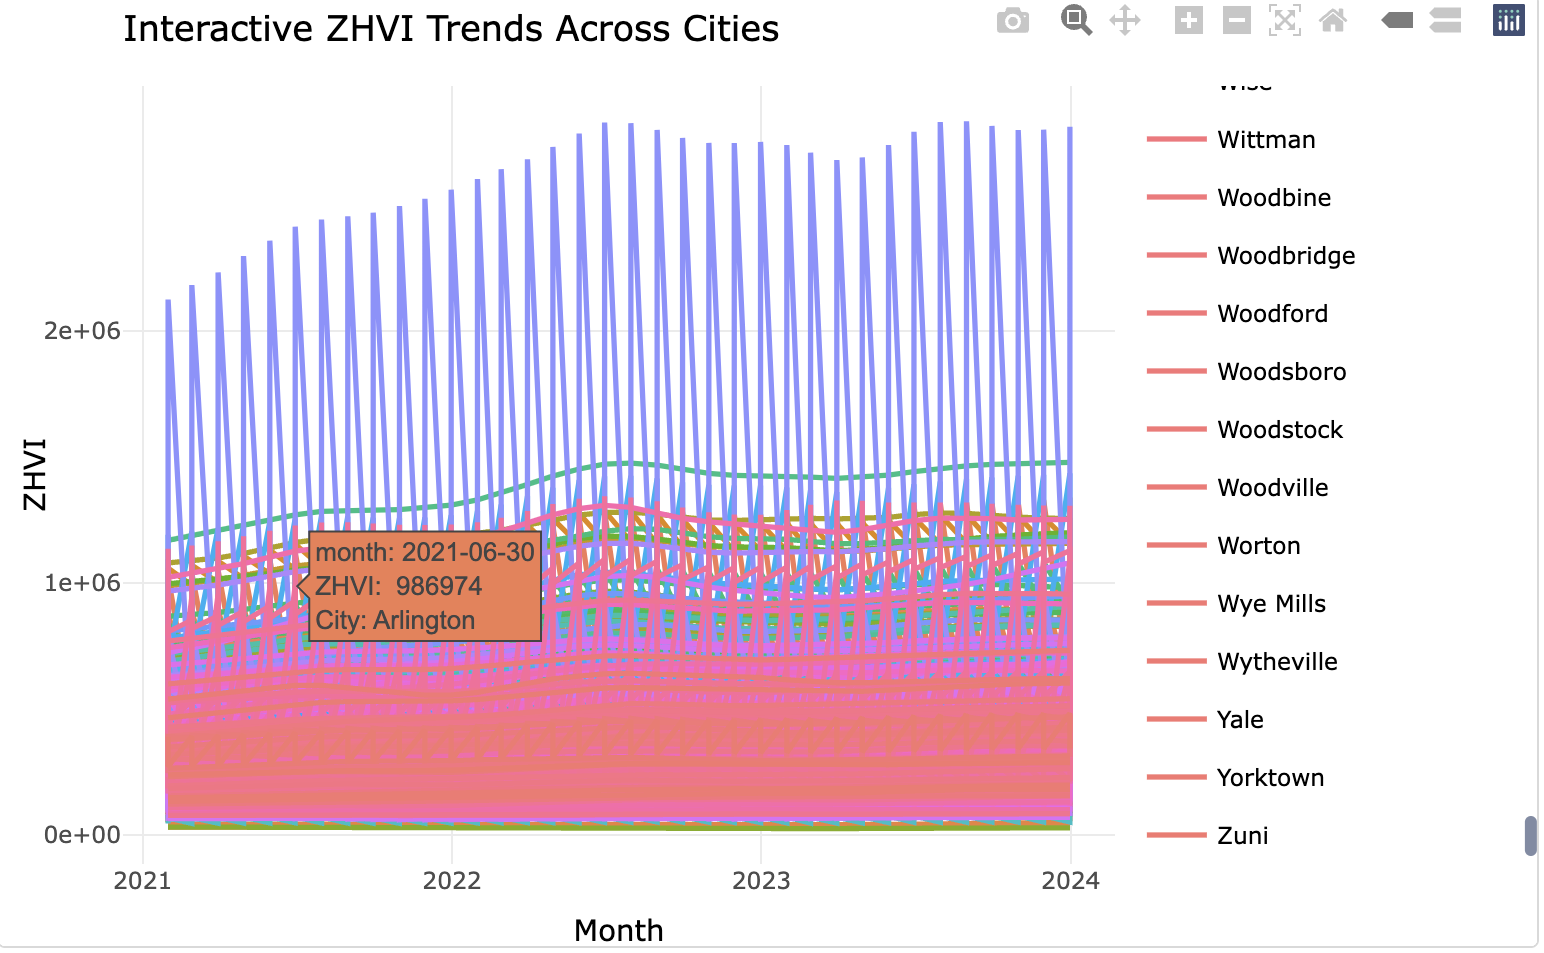 Interactive ZHVI Trends Across Cities
Wise
Wittman
Woodbine
Woodbridge
Woodford
Woodsboro
Woodstock
Woodville
Worton
Wye Mills
Wytheville
Yale
Yorktown
Zuni
ZHVI
2e+06
1e+06
0e+00
month: 2021-06-30
ZHVI: 986974
City: Arlington
2021 2022 2023 2024
Month